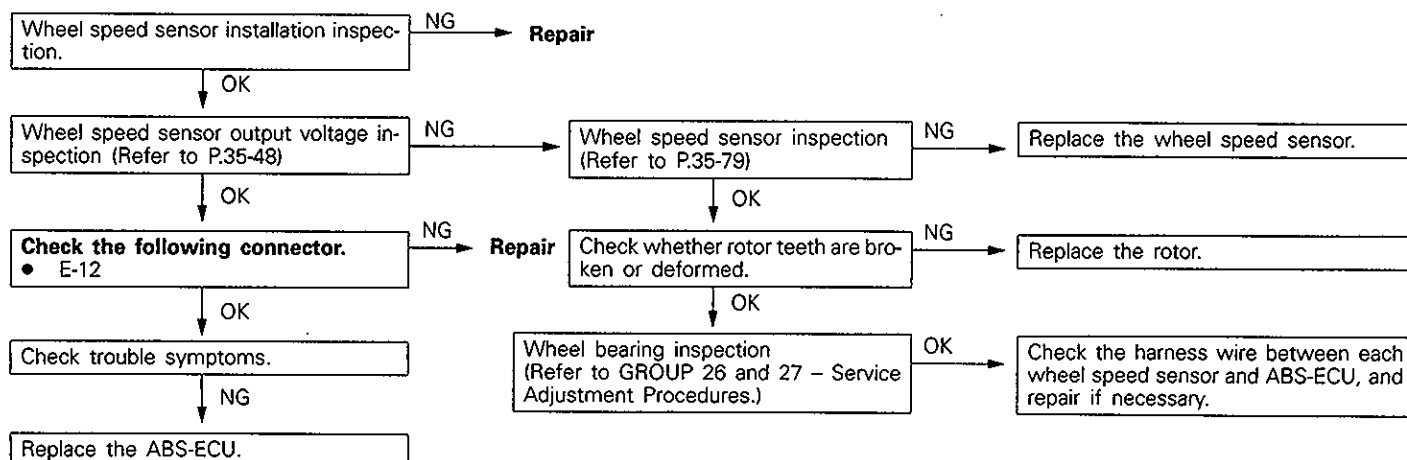 Wheel speed sensor installation inspec-
tion.
NG
Repair
OK
Wheel speed sensor output voltage in-
spection (Refer to P.35-48)
NG
Wheel speed sensor inspection
(Refer to P.35-79)
NG
Replace the wheel speed sensor.
OK
OK
Check the following connector.
● E-12
NG
Repair
Check whether rotor teeth are bro-
ken or deformed.
NG
Replace the rotor.
OK
OK
Check trouble symptoms.
Wheel bearing inspection
(Refer to GROUP 26 and 27 – Service
Adjustment Procedures.)
OK
Check the harness wire between each
wheel speed sensor and ABS-ECU, and
repair if necessary.
NG
Replace the ABS-ECU.